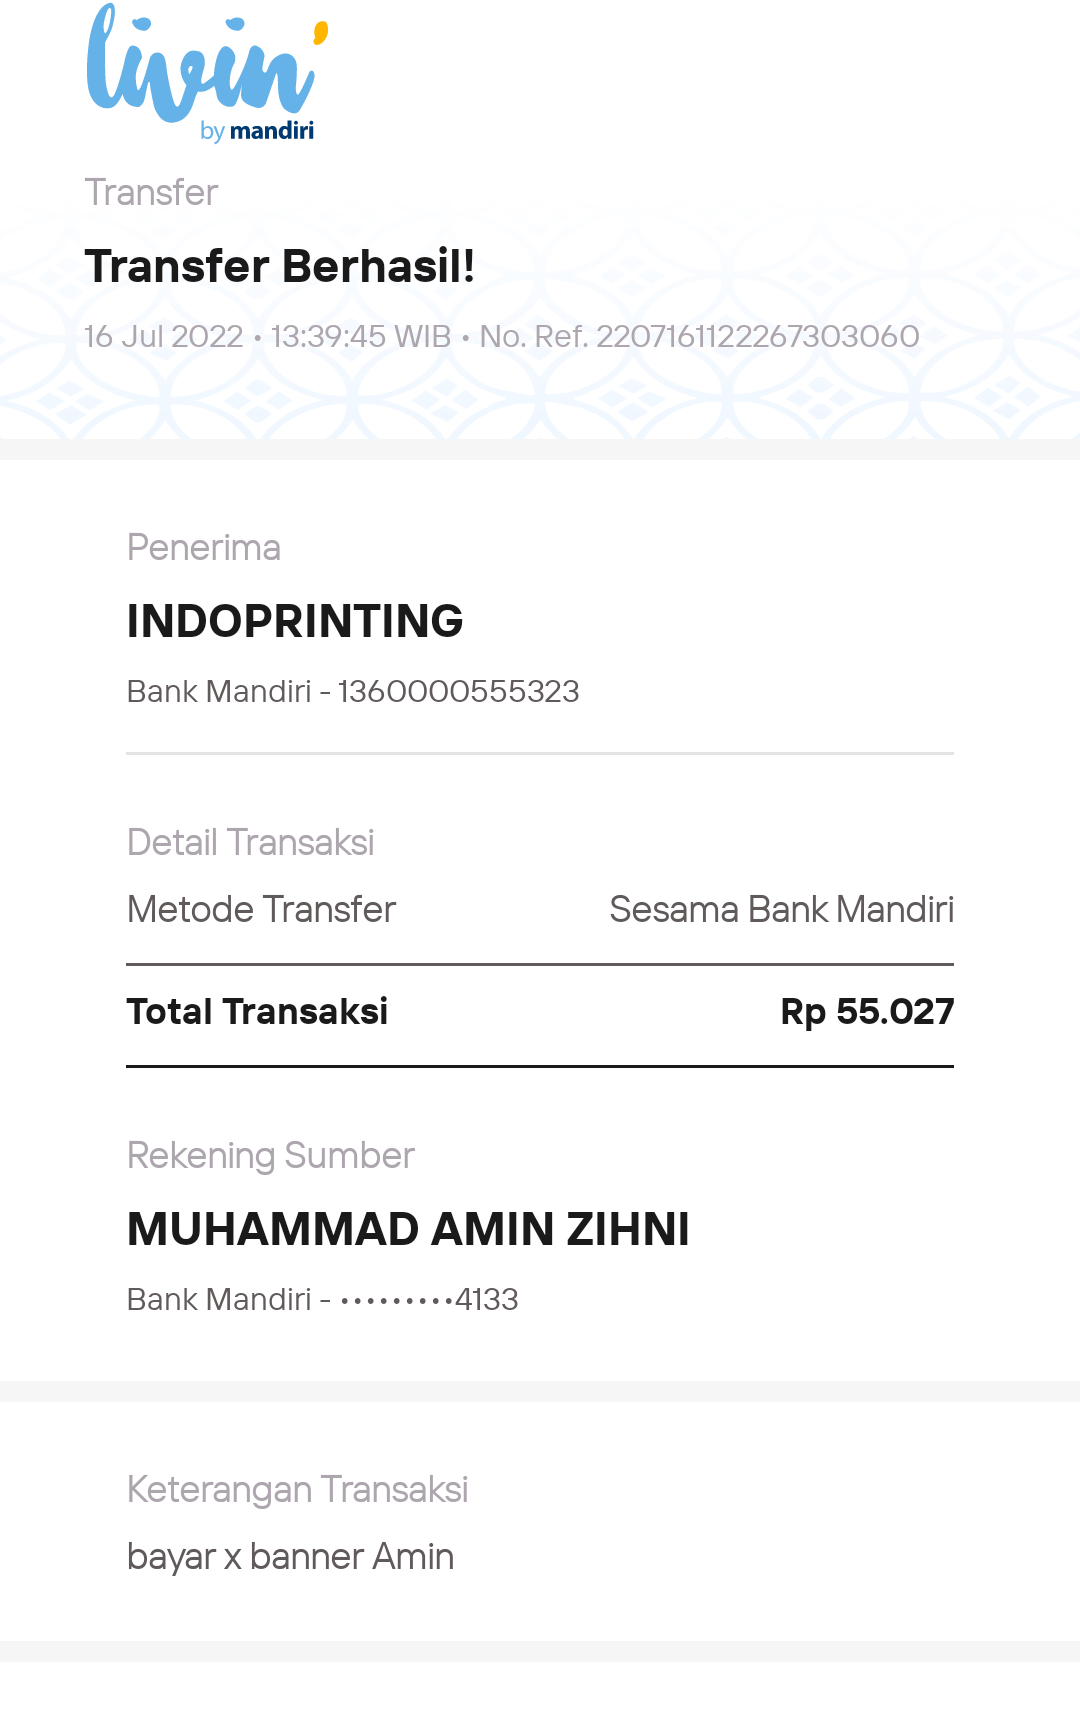 livin'
by mandiri
Transfer
Transfer Berhasil!
16 Jul 2022 • 13:39:45 WIB • No. Ref. 2207161122267303060
Penerima
INDOPRINTING
Bank Mandiri - 1360000555323
Detail Transaksi
Metode Transfer Sesama Bank Mandiri
Total Transaksi Rp 55.027
Rekening Sumber
MUHAMMAD AMIN ZIHNI
Bank Mandiri - •••••••••4133
Keterangan Transaksi
bayar x banner Amin